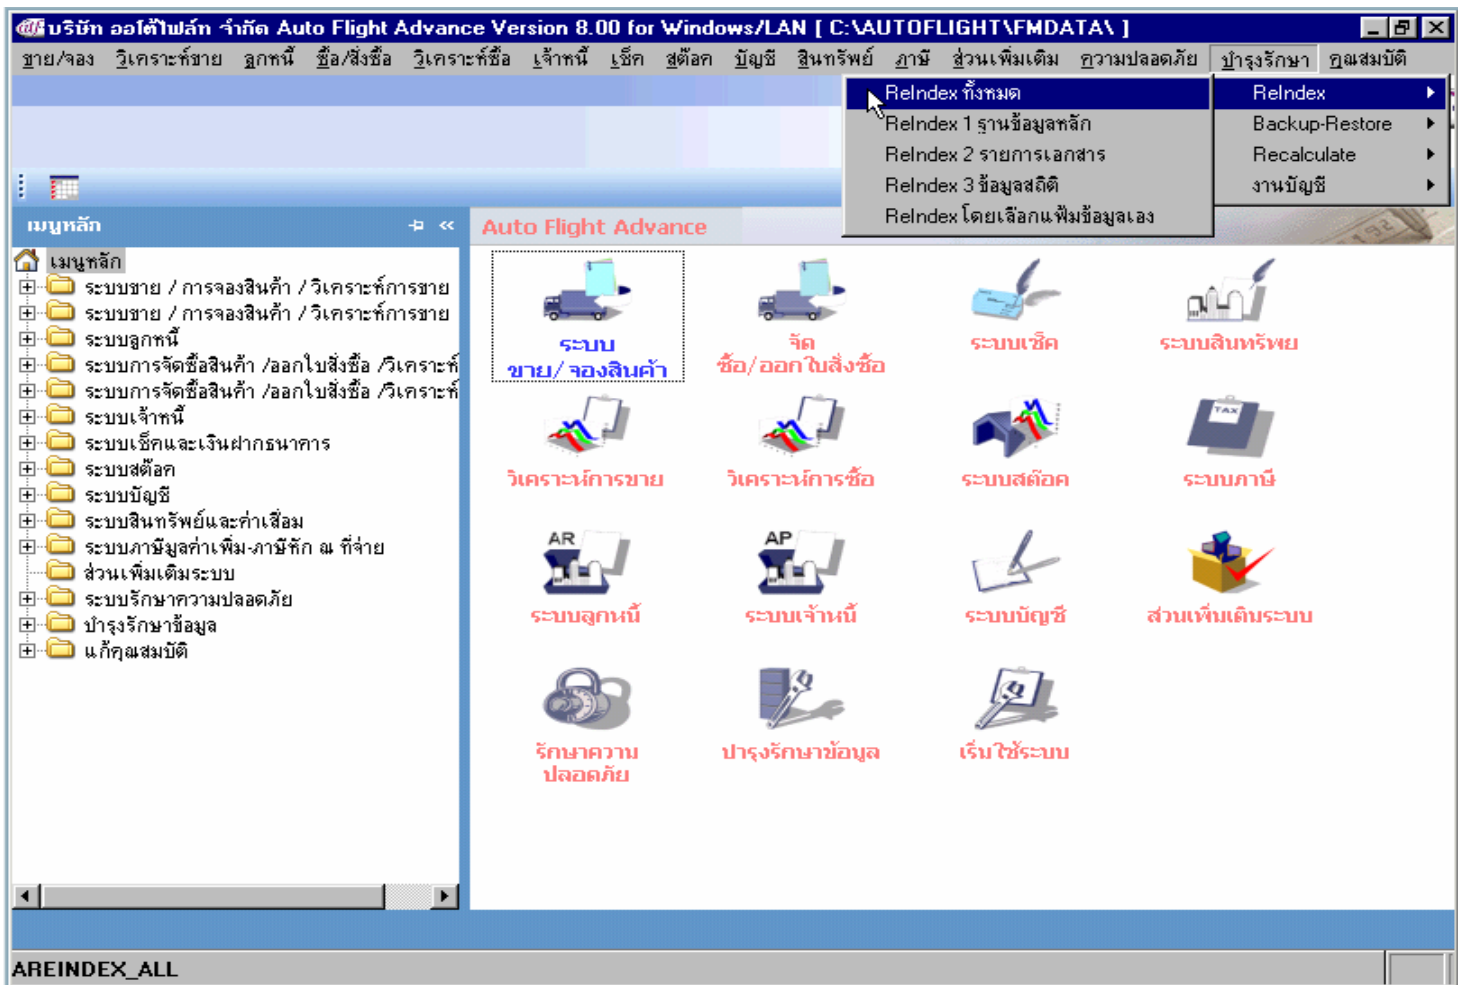 บริษัท ออโต้ไฟล์ท จำกัด Auto Flight Advance Version 8.00 for Windows/LAN [ C:\AUTOFLIGHT\FMDATA\ ]
ขาย/จอง วิเคราะห์ขาย ลูกหนี้ ซื้อ/สั่งซื้อ วิเคราะห์ซื้อ เจ้าหนี้ เช็ค สต๊อค บัญชี สินทรัพย์ ภาษี ส่วนเพิ่มเติม ความปลอดภัย บำรุงรักษา คุณสมบัติ
ReIndex ทั้งหมด
ReIndex 1 ฐานข้อมูลหลัก
ReIndex 2 รายการเอกสาร
ReIndex 3 ข้อมูลสถิติ
ReIndex โดยเลือกแฟ้มข้อมูลเอง
ReIndex
Backup-Restore
Recalculate
งานบัญชี
เมนูหลัก
เมนูหลัก
ระบบขาย / การจองสินค้า / วิเคราะห์การขาย
ระบบขาย / การจองสินค้า / วิเคราะห์การขาย
ระบบลูกหนี้
ระบบการจัดซื้อสินค้า /ออกใบสั่งซื้อ /วิเคราะห์
ระบบการจัดซื้อสินค้า /ออกใบสั่งซื้อ /วิเคราะห์
ระบบเจ้าหนี้
ระบบเช็คและเงินฝากธนาคาร
ระบบสต๊อค
ระบบบัญชี
ระบบสินทรัพย์และค่าเสื่อม
ระบบภาษีมูลค่าเพิ่ม-ภาษีหัก ณ ที่จ่าย
ส่วนเพิ่มเติมระบบ
ระบบรักษาความปลอดภัย
บำรุงรักษาข้อมูล
แก้คุณสมบัติ
Auto Flight Advance
ระบบ
ขาย/จองสินค้า
จัด
ซื้อ/ออกใบสั่งซื้อ
ระบบเช็ค
ระบบสินทรัพย
วิเคราะห์การขาย
วิเคราะห์การซื้อ
ระบบสต๊อค
TAX
ระบบภาษี
AR
ระบบลูกหนี้
AP
ระบบเจ้าหนี้
ระบบบัญชี
ส่วนเพิ่มเติมระบบ
รักษาความ
ปลอดภัย
บำรุงรักษาข้อมูล
เริ่มใช้ระบบ
AREINDEX_ALL